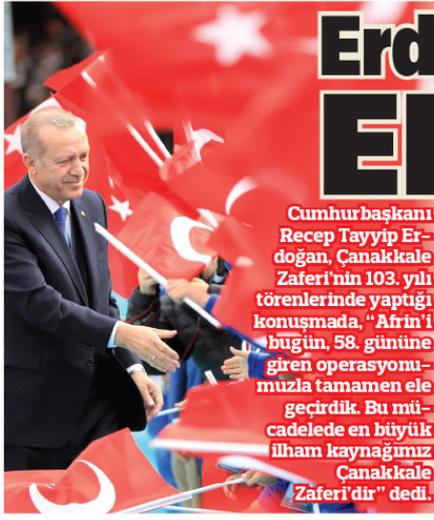 Erd
El
Cumhurbaşkanı
Recep Tayyip Er-
doğan, Çanakkale
Zaferi'nin 103. yılı
törenlerinde yaptığı
konuşmada, “Afrin'i
bugün, 58. gününe
giren operasyonu-
muzla tamamen ele
geçirdik. Bu mü-
cadelede en büyük
ilham kaynağımız
Çanakkale
Zaferi'dir” dedi.